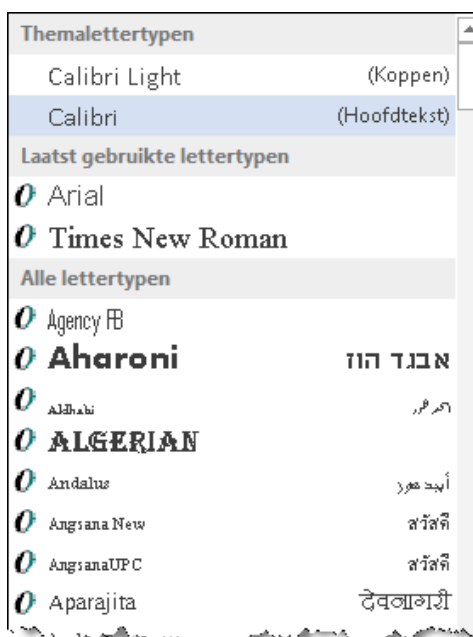 Themalettertypen
Calibri Light (Koppen)
Calibri (Hoofdtekst)
Laatst gebruikte lettertypen
Arial
Times New Roman
Alle lettertypen
Agency FB
Aharoni אבגד הוז
Aldhabi
ALGERIAN
Andalus أبجد هوز
Angsana New สวัสดี
AngsanaUPC สวัสดี
Aparajita देवनागरी